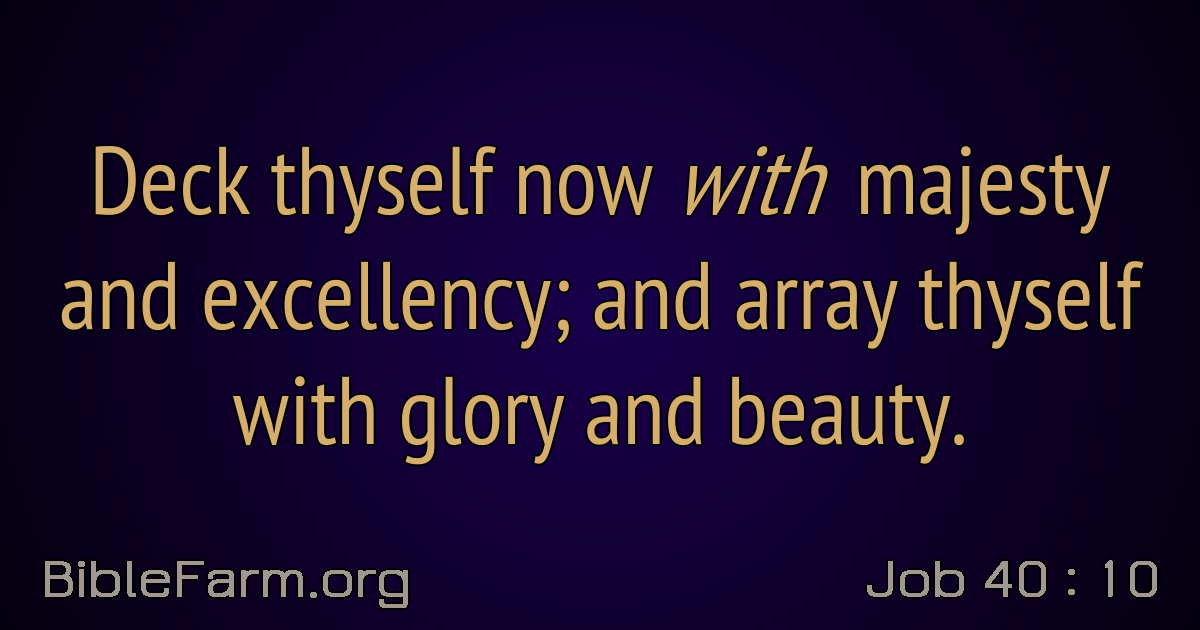 Deck thyself now with majesty
and excellency; and array thyself
with glory and beauty.
BibleFarm.org
Job 40 : 10